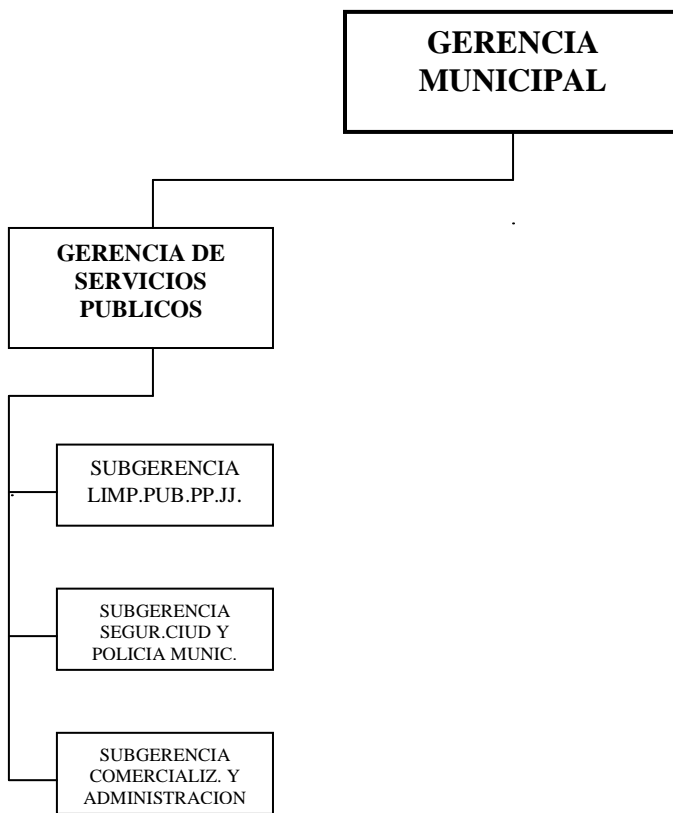 GERENCIA
MUNICIPAL
GERENCIA DE
SERVICIOS
PUBLICOS
SUBGERENCIA
LIMP.PUB.PP.JJ.
SUBGERENCIA
SEGUR.CIUD Y
POLICIA MUNIC.
SUBGERENCIA
COMERCIALIZ. Y
ADMINISTRACION